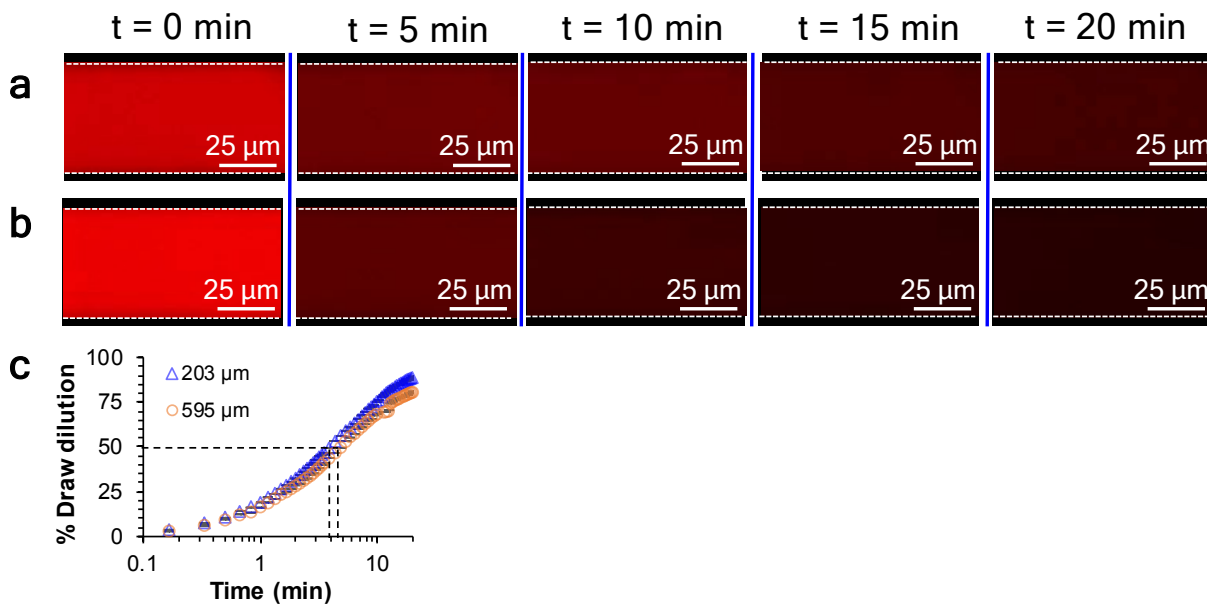 t = 0 min t = 5 min t = 10 min t = 15 min t = 20 min
a
25 µm 25 µm 25 µm 25 µm 25 µm
b
25 µm 25 µm 25 µm 25 µm 25 µm
c
% Draw dilution
100
75
50
25
0
203 µm
595 µm
0.1 1 10
Time (min)